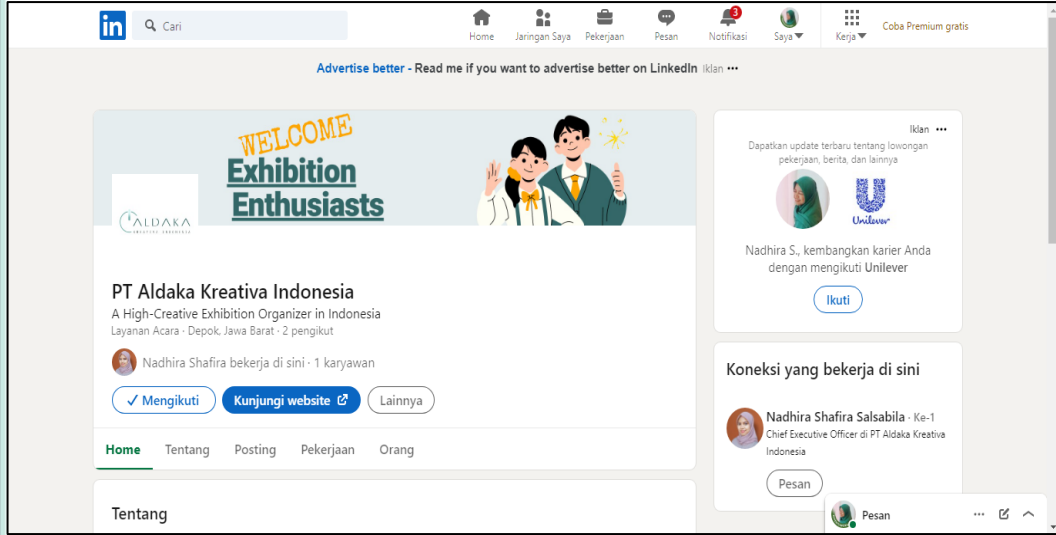 in
Cari
Home
Jaringan Saya
Pekerjaan
Pesan
3
Notifikasi
Saya
Kerja
Coba Premium gratis
Advertise better - Read me if you want to advertise better on LinkedIn Iklan •••
WELCOME
Exhibition
Enthusiasts
ALDAKA
PT Aldaka Kreativa Indonesia
A High-Creative Exhibition Organizer in Indonesia
Layanan Acara · Depok, Jawa Barat · 2 pengikut
Nadhira Shafira bekerja di sini · 1 karyawan
Mengikuti
Kunjungi website
Lainnya
Home
Tentang
Posting
Pekerjaan
Orang
Tentang
Iklan •••
Dapatkan update terbaru tentang lowongan
pekerjaan, berita, dan lainnya
Unilever
Nadhira S., kembangkan karier Anda
dengan mengikuti Unilever
Ikuti
Koneksi yang bekerja di sini
Nadhira Shafira Salsabila · Ke-1
Chief Executive Officer di PT Aldaka Kreativa
Indonesia
Pesan
Pesan